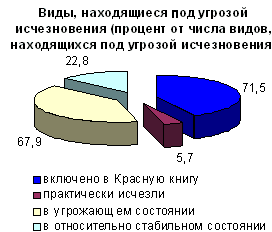 Виды, находящиеся под угрозой
исчезновения (процент от числа видов,
находящихся под угрозой исчезновения
22,8
71,5
67,9
5,7
включено в Красную книгу
практически исчезли
в угрожающем состоянии
в относительно стабильном состоянии